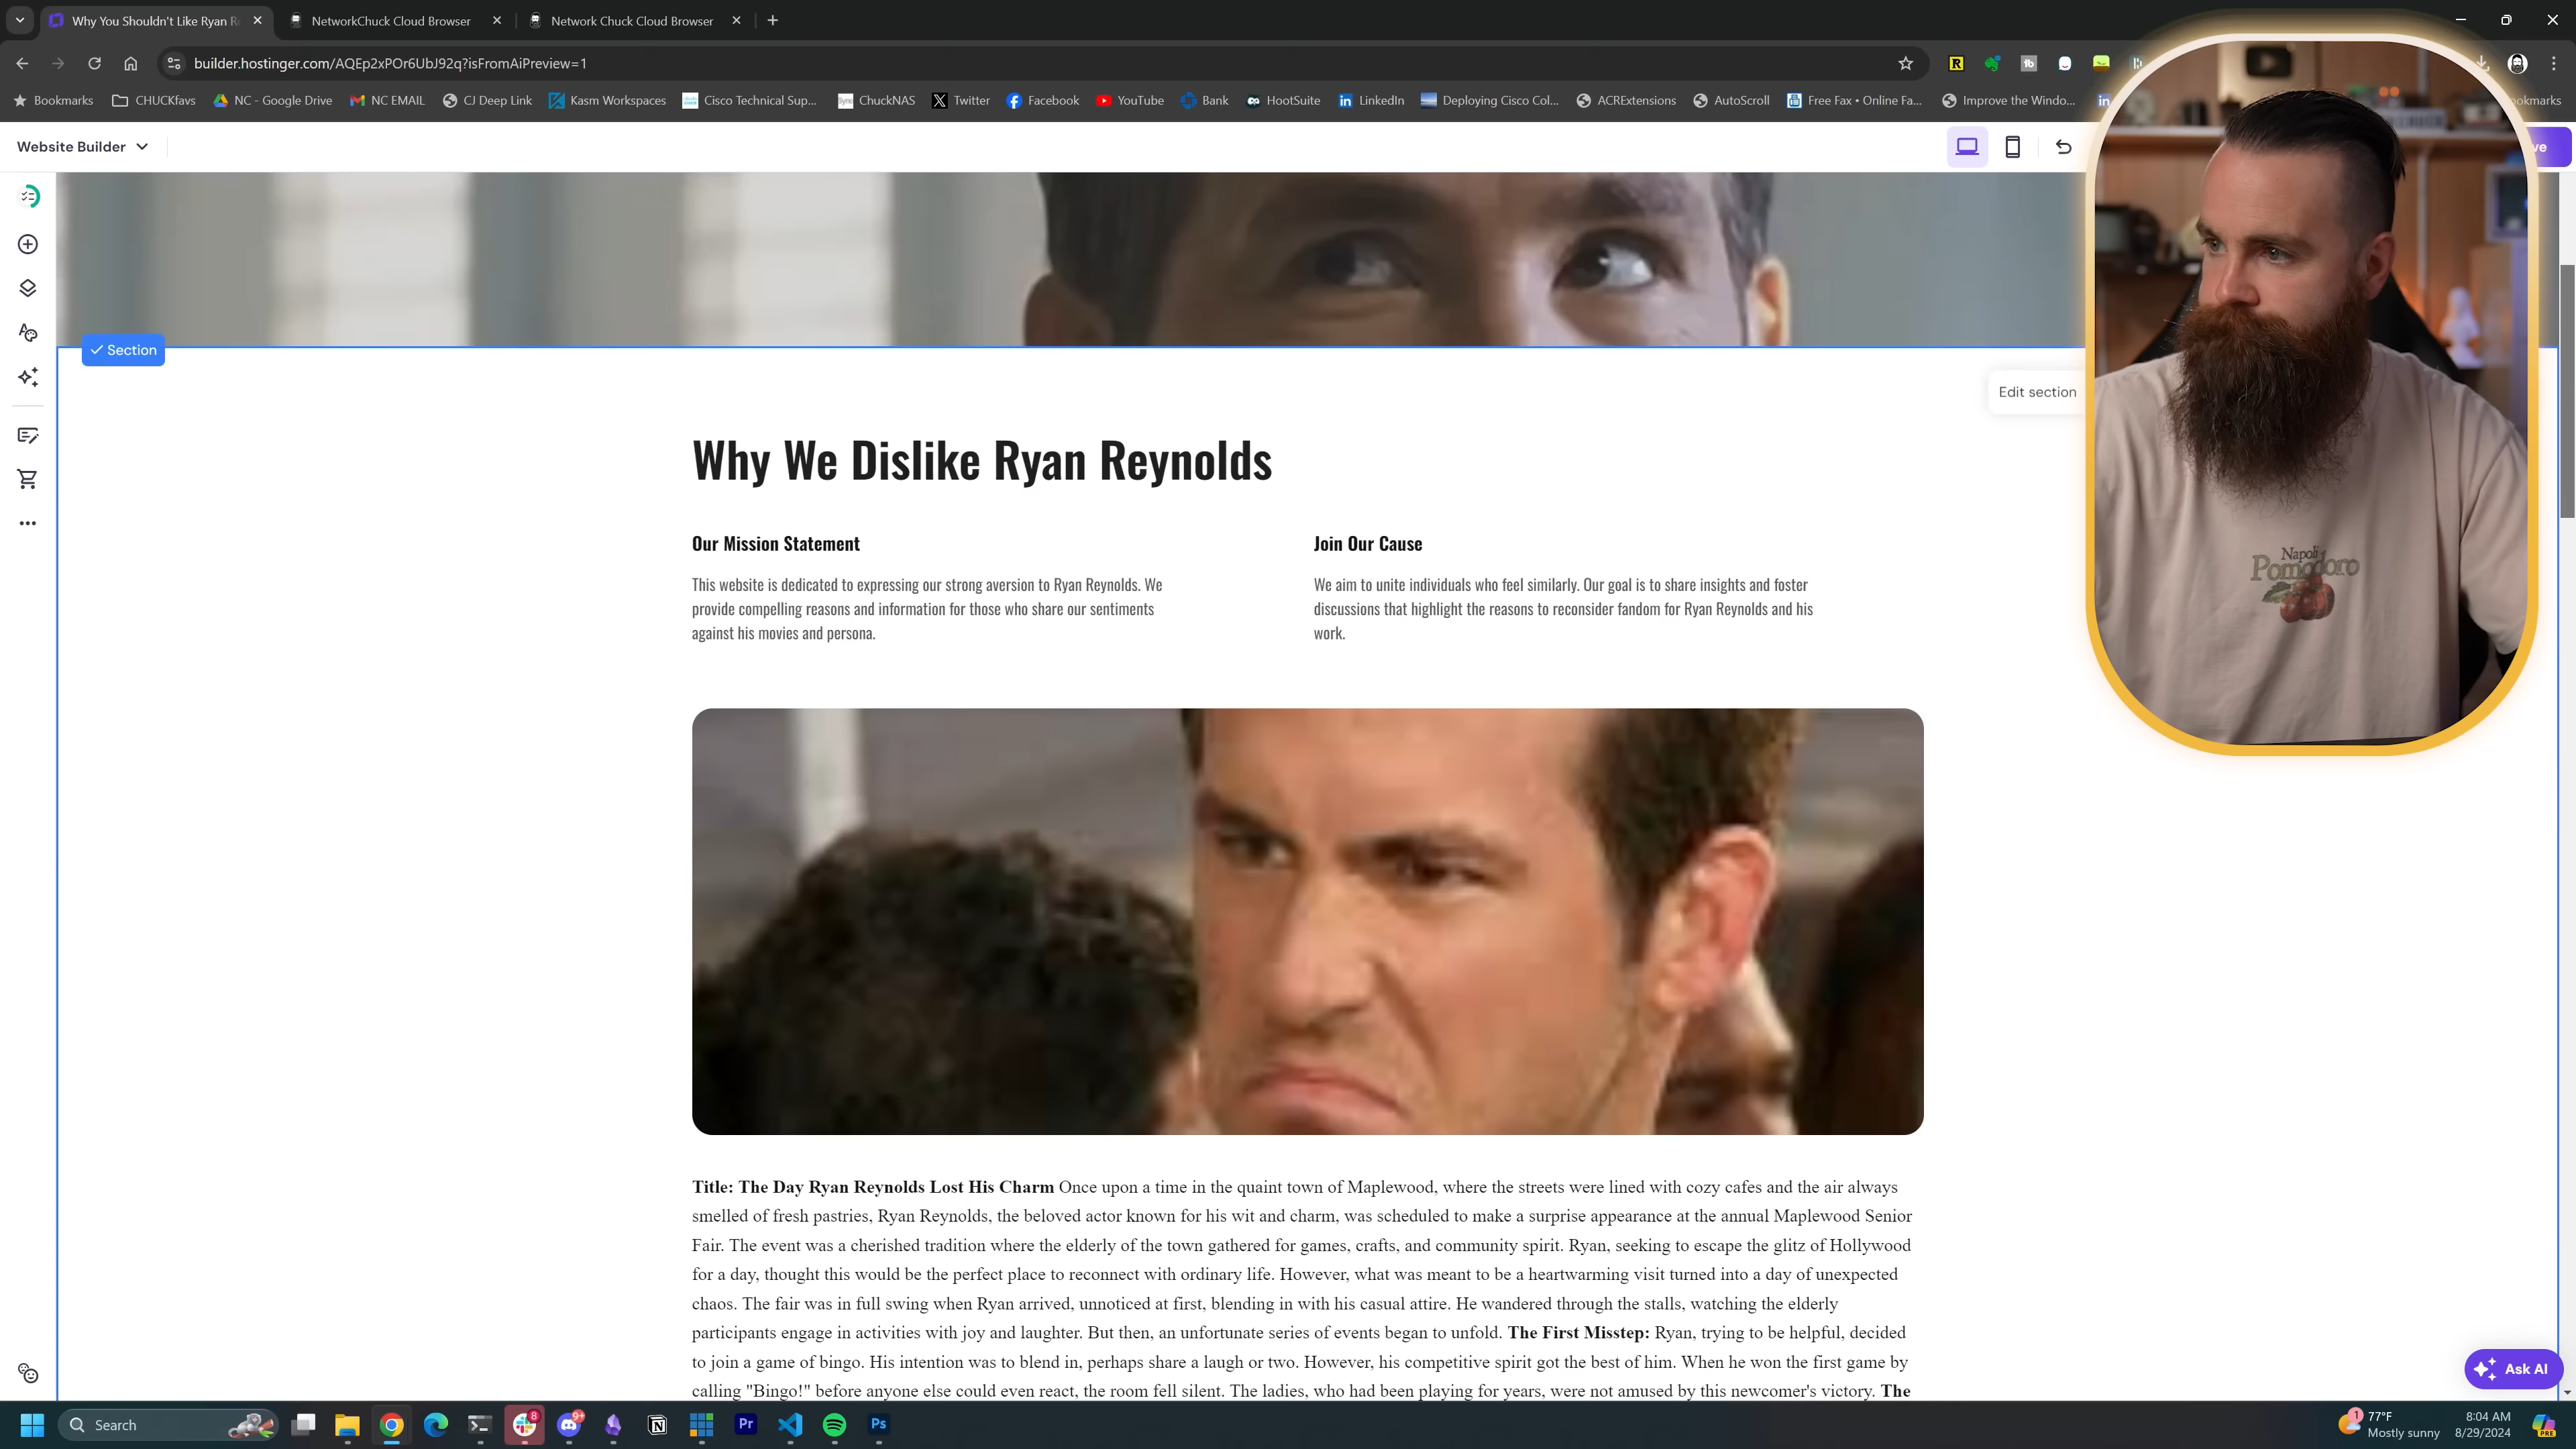 Why You Shouldn't Like Ryan R
NetworkChuck Cloud Browser
Network Chuck Cloud Browser
builder.hostinger.com/AQEp2xPOr6UbJ92q?isFromAiPreview=1
Bookmarks
CHUCKfavs
NC - Google Drive
NC EMAIL
CJ Deep Link
Kasm Workspaces
Cisco Technical Sup...
ChuckNAS
Twitter
Facebook
YouTube
Bank
HootSuite
LinkedIn
Deploying Cisco Col...
ACRExtensions
AutoScroll
Free Fax • Online Fa...
Improve the Windo...
ookmarks
Website Builder
ve
Section
Edit section
Why We Dislike Ryan Reynolds
Our Mission Statement
This website is dedicated to expressing our strong aversion to Ryan Reynolds. We
provide compelling reasons and information for those who share our sentiments
against his movies and persona.
Join Our Cause
We aim to unite individuals who feel similarly. Our goal is to share insights and foster
discussions that highlight the reasons to reconsider fandom for Ryan Reynolds and his
work.
Napoli
Pomodoro
Title: The Day Ryan Reynolds Lost His Charm Once upon a time in the quaint town of Maplewood, where the streets were lined with cozy cafes and the air always
smelled of fresh pastries, Ryan Reynolds, the beloved actor known for his wit and charm, was scheduled to make a surprise appearance at the annual Maplewood Senior
Fair. The event was a cherished tradition where the elderly of the town gathered for games, crafts, and community spirit. Ryan, seeking to escape the glitz of Hollywood
for a day, thought this would be the perfect place to reconnect with ordinary life. However, what was meant to be a heartwarming visit turned into a day of unexpected
chaos. The fair was in full swing when Ryan arrived, unnoticed at first, blending in with his casual attire. He wandered through the stalls, watching the elderly
participants engage in activities with joy and laughter. But then, an unfortunate series of events began to unfold. The First Misstep: Ryan, trying to be helpful, decided
to join a game of bingo. His intention was to blend in, perhaps share a laugh or two. However, his competitive spirit got the best of him. When he won the first game by
calling "Bingo!" before anyone else could even react, the room fell silent. The ladies, who had been playing for years, were not amused by this newcomer's victory. The
Ask AI
Search
8
9+
Pr
Ps
1
77°F
Mostly sunny
8:04 AM
8/29/2024
PRE